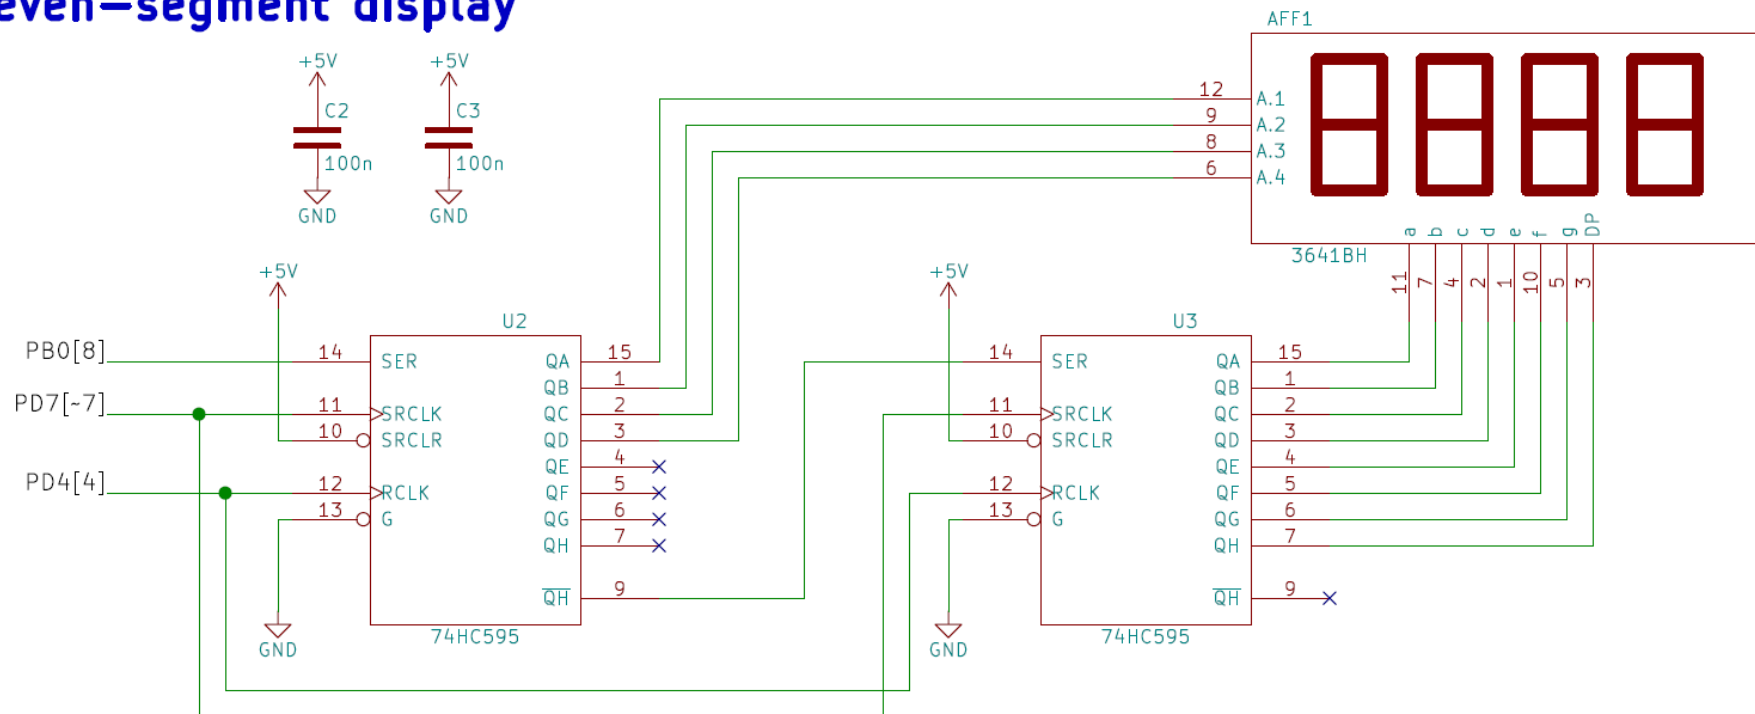 even-segment display
AFF1
+5V
+5V
C2
C3
100n
100n
GND
GND
12 A.1
9 A.2
8 A.3
6 A.4
a b c d e f g DP
3641BH
11 7 4 2 1 10 5 3
+5V
+5V
U2
U3
PB0[8]
14 SER QA 15
14 SER QA 15
QB 1
QB 1
PD7[~7]
11 SRCLK QC 2
11 SRCLK QC 2
10 SRCLR QD 3
10 SRCLR QD 3
QE 4
QE 4
PD4[4]
12 RCLK QF 5
12 RCLK QF 5
13 G QG 6
13 G QG 6
QH 7
QH 7
QH 9
QH 9
74HC595
74HC595
GND
GND